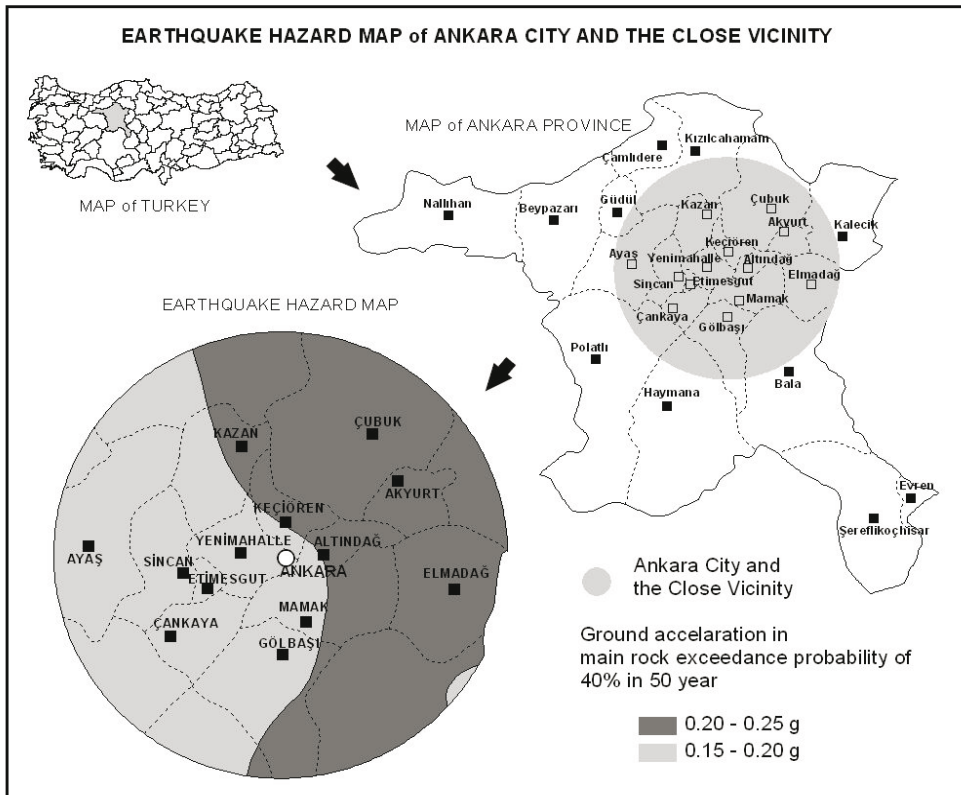 EARTHQUAKE HAZARD MAP of ANKARA CITY AND THE CLOSE VICINITY
MAP of TURKEY
MAP of ANKARA PROVINCE
Kızılcahamam
Çamlıdere
Nallıhan
Beypazarı
Güdül
Kazan
Çubuk
Akyurt
Kalecik
Keçiören
Ayaş
Yenimahalle
Altındağ
Elmadağ
Sincan
Etimesgut
Mamak
Çankaya
Gölbaşı
Polatlı
Bala
Haymana
Evren
Şereflikoçhisar
EARTHQUAKE HAZARD MAP
KAZAN
ÇUBUK
AKYURT
KEÇİÖREN
YENİMAHALLE
ALTINDAĞ
AYAŞ
SİNCAN
ANKARA
ETİMESGUT
ELMADAĞ
MAMAK
ÇANKAYA
GÖLBAŞI
Ankara City and
the Close Vicinity
Ground accelaration in
main rock exceedance probability of
40% in 50 year
0.20 - 0.25 g
0.15 - 0.20 g